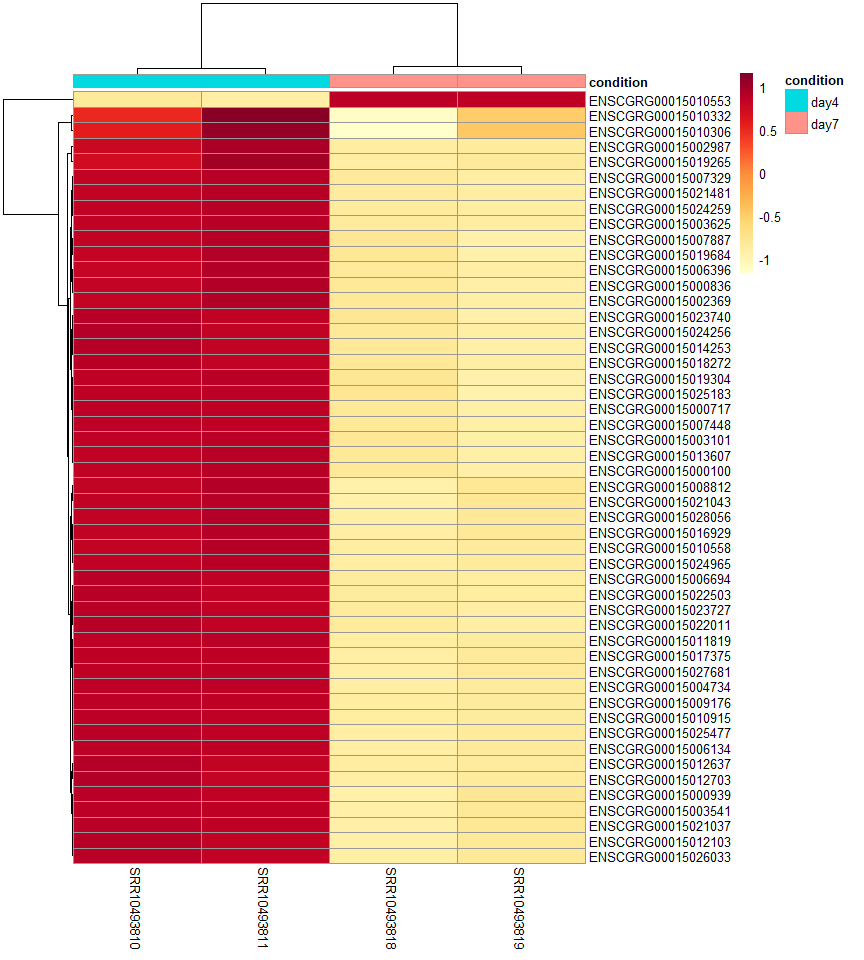 condition
ENSCGRG00015010553
ENSCGRG00015010332
ENSCGRG00015010306
ENSCGRG00015002987
ENSCGRG00015019265
ENSCGRG00015007329
ENSCGRG00015021481
ENSCGRG00015024259
ENSCGRG00015003625
ENSCGRG00015007887
ENSCGRG00015019684
ENSCGRG00015006396
ENSCGRG00015000836
ENSCGRG00015002369
ENSCGRG00015023740
ENSCGRG00015024256
ENSCGRG00015014253
ENSCGRG00015018272
ENSCGRG00015019304
ENSCGRG00015025183
ENSCGRG00015000717
ENSCGRG00015007448
ENSCGRG00015003101
ENSCGRG00015013607
ENSCGRG00015000100
ENSCGRG00015008812
ENSCGRG00015021043
ENSCGRG00015028056
ENSCGRG00015016929
ENSCGRG00015010558
ENSCGRG00015024965
ENSCGRG00015006694
ENSCGRG00015022503
ENSCGRG00015023727
ENSCGRG00015022011
ENSCGRG00015011819
ENSCGRG00015017375
ENSCGRG00015027681
ENSCGRG00015004734
ENSCGRG00015009176
ENSCGRG00015010915
ENSCGRG00015025477
ENSCGRG00015006134
ENSCGRG00015012637
ENSCGRG00015012703
ENSCGRG00015000939
ENSCGRG00015003541
ENSCGRG00015021037
ENSCGRG00015012103
ENSCGRG00015026033
SRR10493810
SRR10493811
SRR10493818
SRR10493819
1
0.5
0
-0.5
-1
condition
day4
day7